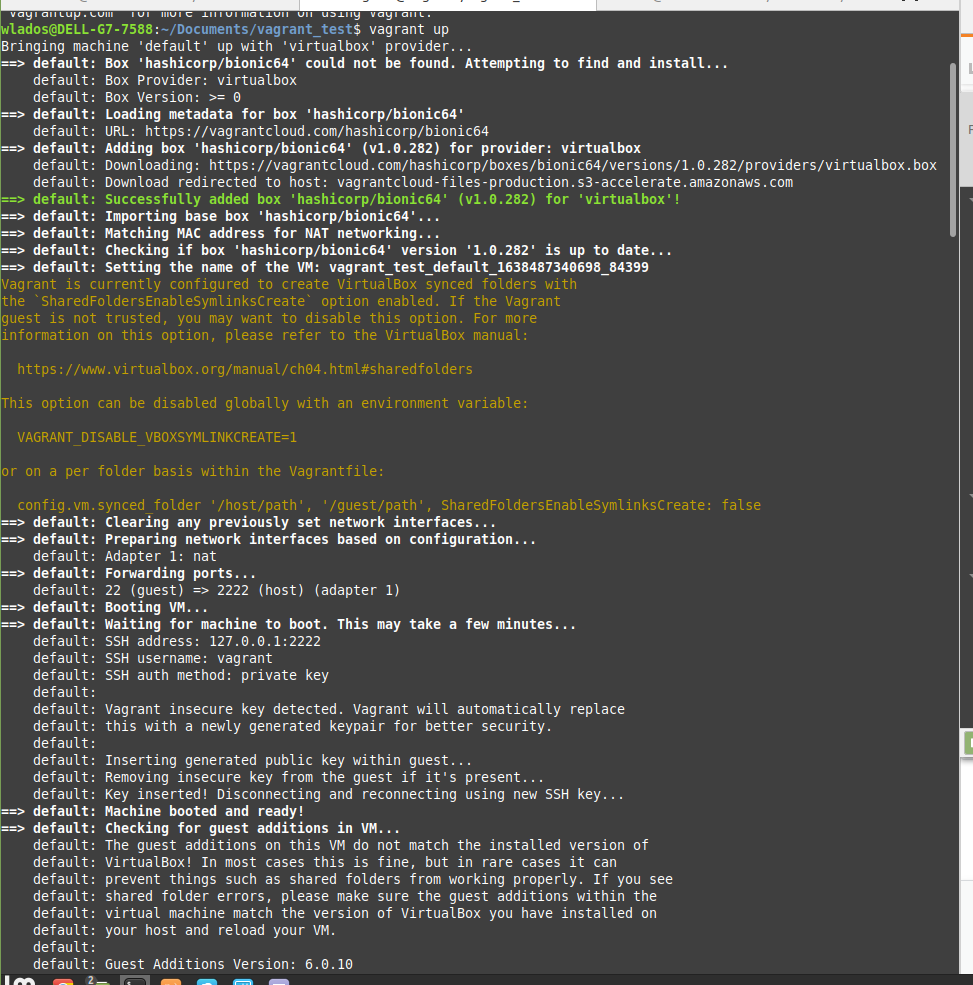 `vagrantup.com` for more information on using Vagrant.
wlados@DELL-G7-7588:~/Documents/vagrant_test$ vagrant up
Bringing machine 'default' up with 'virtualbox' provider...
==> default: Box 'hashicorp/bionic64' could not be found. Attempting to find and install...
    default: Box Provider: virtualbox
    default: Box Version: >= 0
==> default: Loading metadata for box 'hashicorp/bionic64'
    default: URL: https://vagrantcloud.com/hashicorp/bionic64
==> default: Adding box 'hashicorp/bionic64' (v1.0.282) for provider: virtualbox
    default: Downloading: https://vagrantcloud.com/hashicorp/boxes/bionic64/versions/1.0.282/providers/virtualbox.box
    default: Download redirected to host: vagrantcloud-files-production.s3-accelerate.amazonaws.com
==> default: Successfully added box 'hashicorp/bionic64' (v1.0.282) for 'virtualbox'!
==> default: Importing base box 'hashicorp/bionic64'...
==> default: Matching MAC address for NAT networking...
==> default: Checking if box 'hashicorp/bionic64' version '1.0.282' is up to date...
==> default: Setting the name of the VM: vagrant_test_default_1638487340698_84399
Vagrant is currently configured to create VirtualBox synced folders with
the `SharedFoldersEnableSymlinksCreate` option enabled. If the Vagrant
guest is not trusted, you may want to disable this option. For more
information on this option, please refer to the VirtualBox manual:

  https://www.virtualbox.org/manual/ch04.html#sharedfolders

This option can be disabled globally with an environment variable:

  VAGRANT_DISABLE_VBOXSYMLINKCREATE=1

or on a per folder basis within the Vagrantfile:

  config.vm.synced_folder '/host/path', '/guest/path', SharedFoldersEnableSymlinksCreate: false
==> default: Clearing any previously set network interfaces...
==> default: Preparing network interfaces based on configuration...
    default: Adapter 1: nat
==> default: Forwarding ports...
    default: 22 (guest) => 2222 (host) (adapter 1)
==> default: Booting VM...
==> default: Waiting for machine to boot. This may take a few minutes...
    default: SSH address: 127.0.0.1:2222
    default: SSH username: vagrant
    default: SSH auth method: private key
    default:
    default: Vagrant insecure key detected. Vagrant will automatically replace
    default: this with a newly generated keypair for better security.
    default:
    default: Inserting generated public key within guest...
    default: Removing insecure key from the guest if it's present...
    default: Key inserted! Disconnecting and reconnecting using new SSH key...
==> default: Machine booted and ready!
==> default: Checking for guest additions in VM...
    default: The guest additions on this VM do not match the installed version of
    default: VirtualBox! In most cases this is fine, but in rare cases it can
    default: prevent things such as shared folders from working properly. If you see
    default: shared folder errors, please make sure the guest additions within the
    default: virtual machine match the version of VirtualBox you have installed on
    default: your host and reload your VM.
    default:
    default: Guest Additions Version: 6.0.10
2